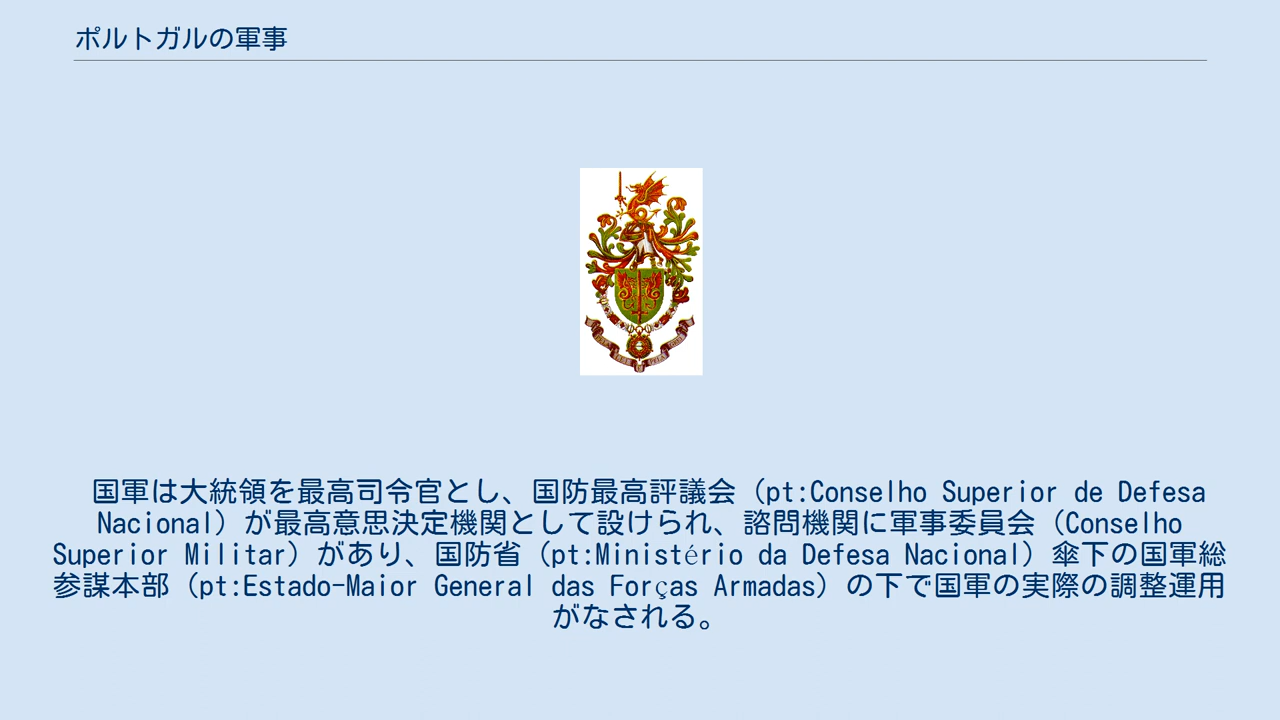 ポルトガルの軍事
国軍は大統領を最高司令官とし、国防最高評議会（pt:Conselho Superior de Defesa
Nacional）が最高意思決定機関として設けられ、諮問機関に軍事委員会（Conselho
Superior Militar）があり、国防省（pt:Ministério da Defesa Nacional）傘下の国軍総
参謀本部（pt:Estado-Maior General das Forças Armadas）の下で国軍の実際の調整運用
がなされる。